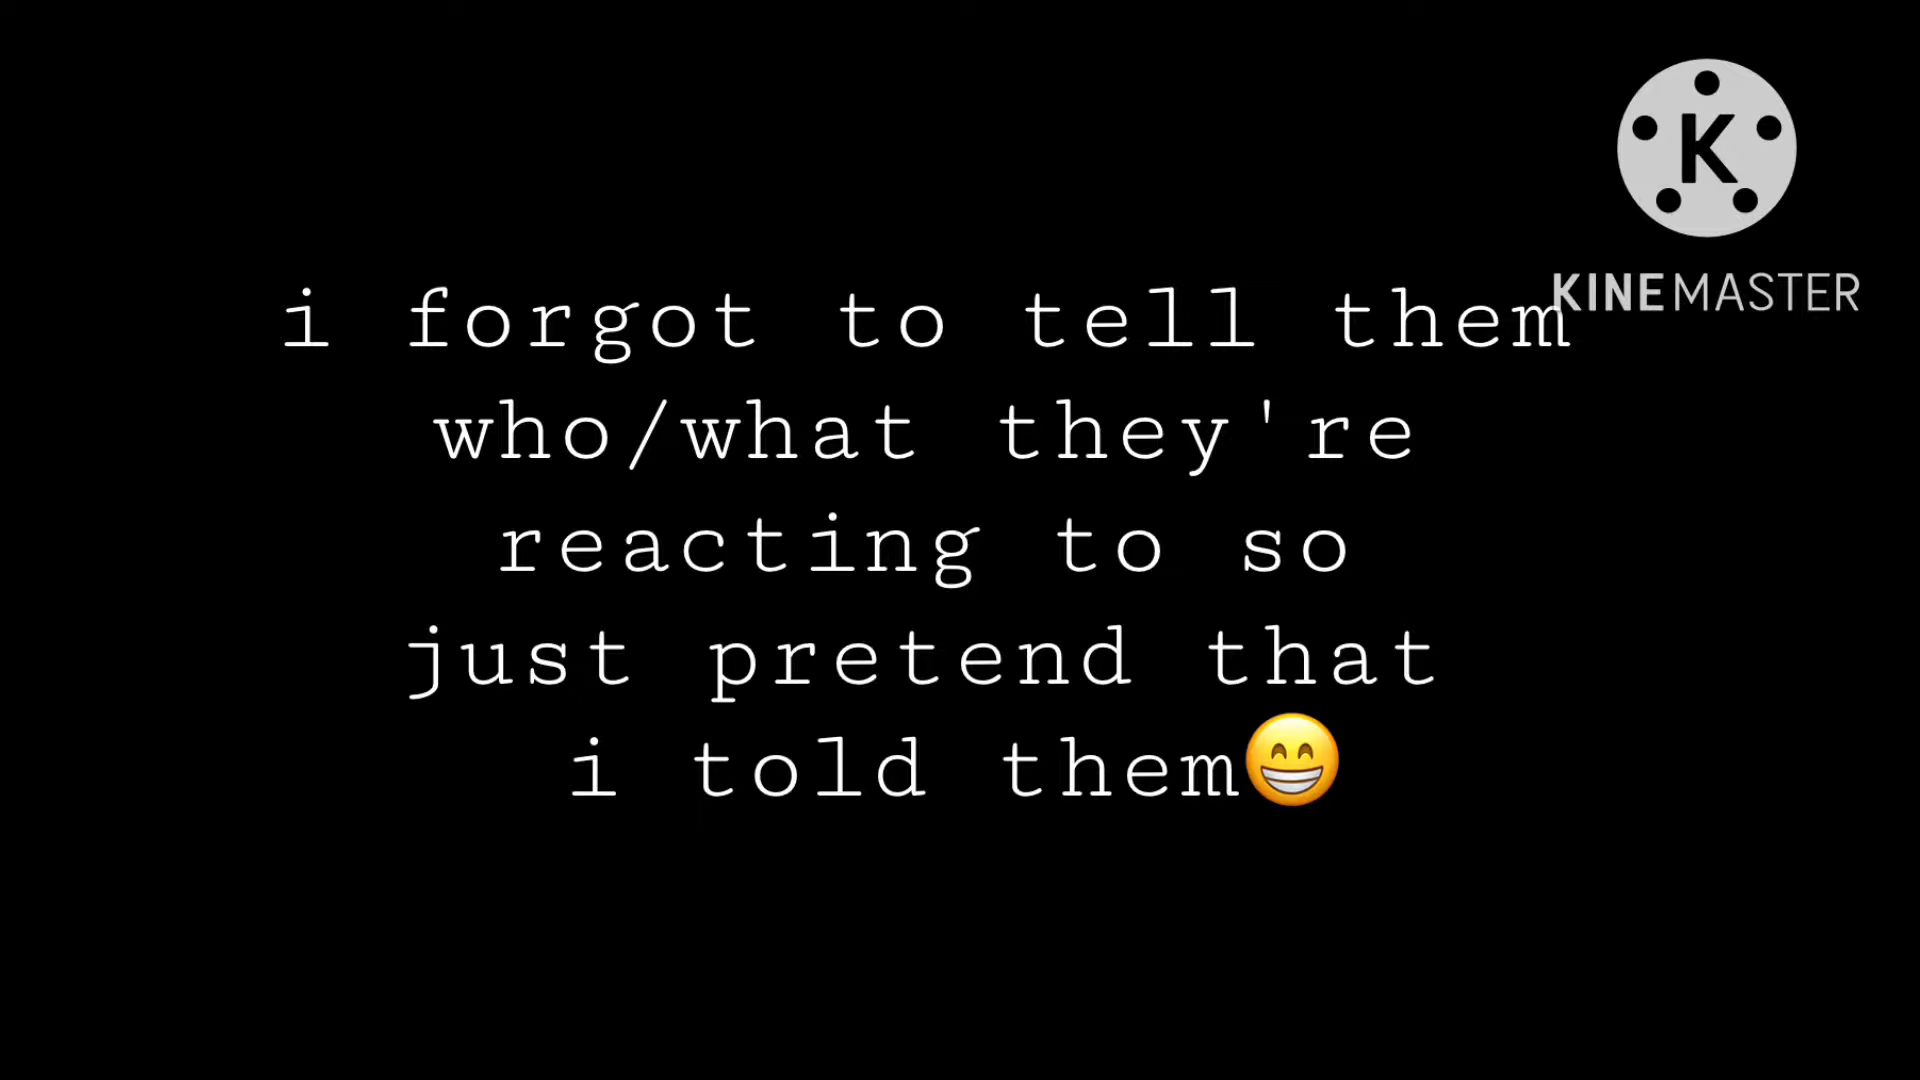 K
KINEMASTER
i forgot to tell them
who/what they're
reacting to so
just pretend that
i told them😁